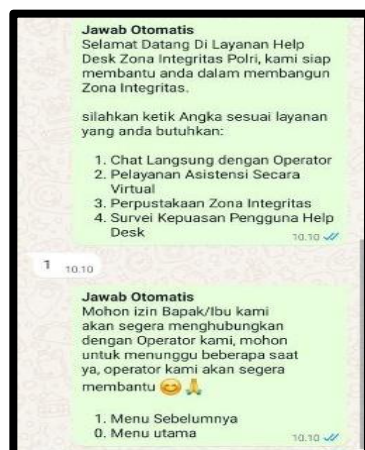 Jawab Otomatis
Selamat Datang Di Layanan Help
Desk Zona Integritas Polri, kami siap
membantu anda dalam membangun
Zona Integritas.
silahkan ketik Angka sesuai layanan
yang anda butuhkan:
1. Chat Langsung dengan Operator
2. Pelayanan Asistensi Secara
Virtual
3. Perpustakaan Zona Integritas
4. Survei Kepuasan Pengguna Help
Desk
10.10
1 10.10
Jawab Otomatis
Mohon izin Bapak/Ibu kami
akan segera menghubungkan
dengan Operator kami, mohon
untuk menunggu beberapa saat
ya, operator kami akan segera
membantu 😊 🙏
1. Menu Sebelumnya
0. Menu utama
10.10